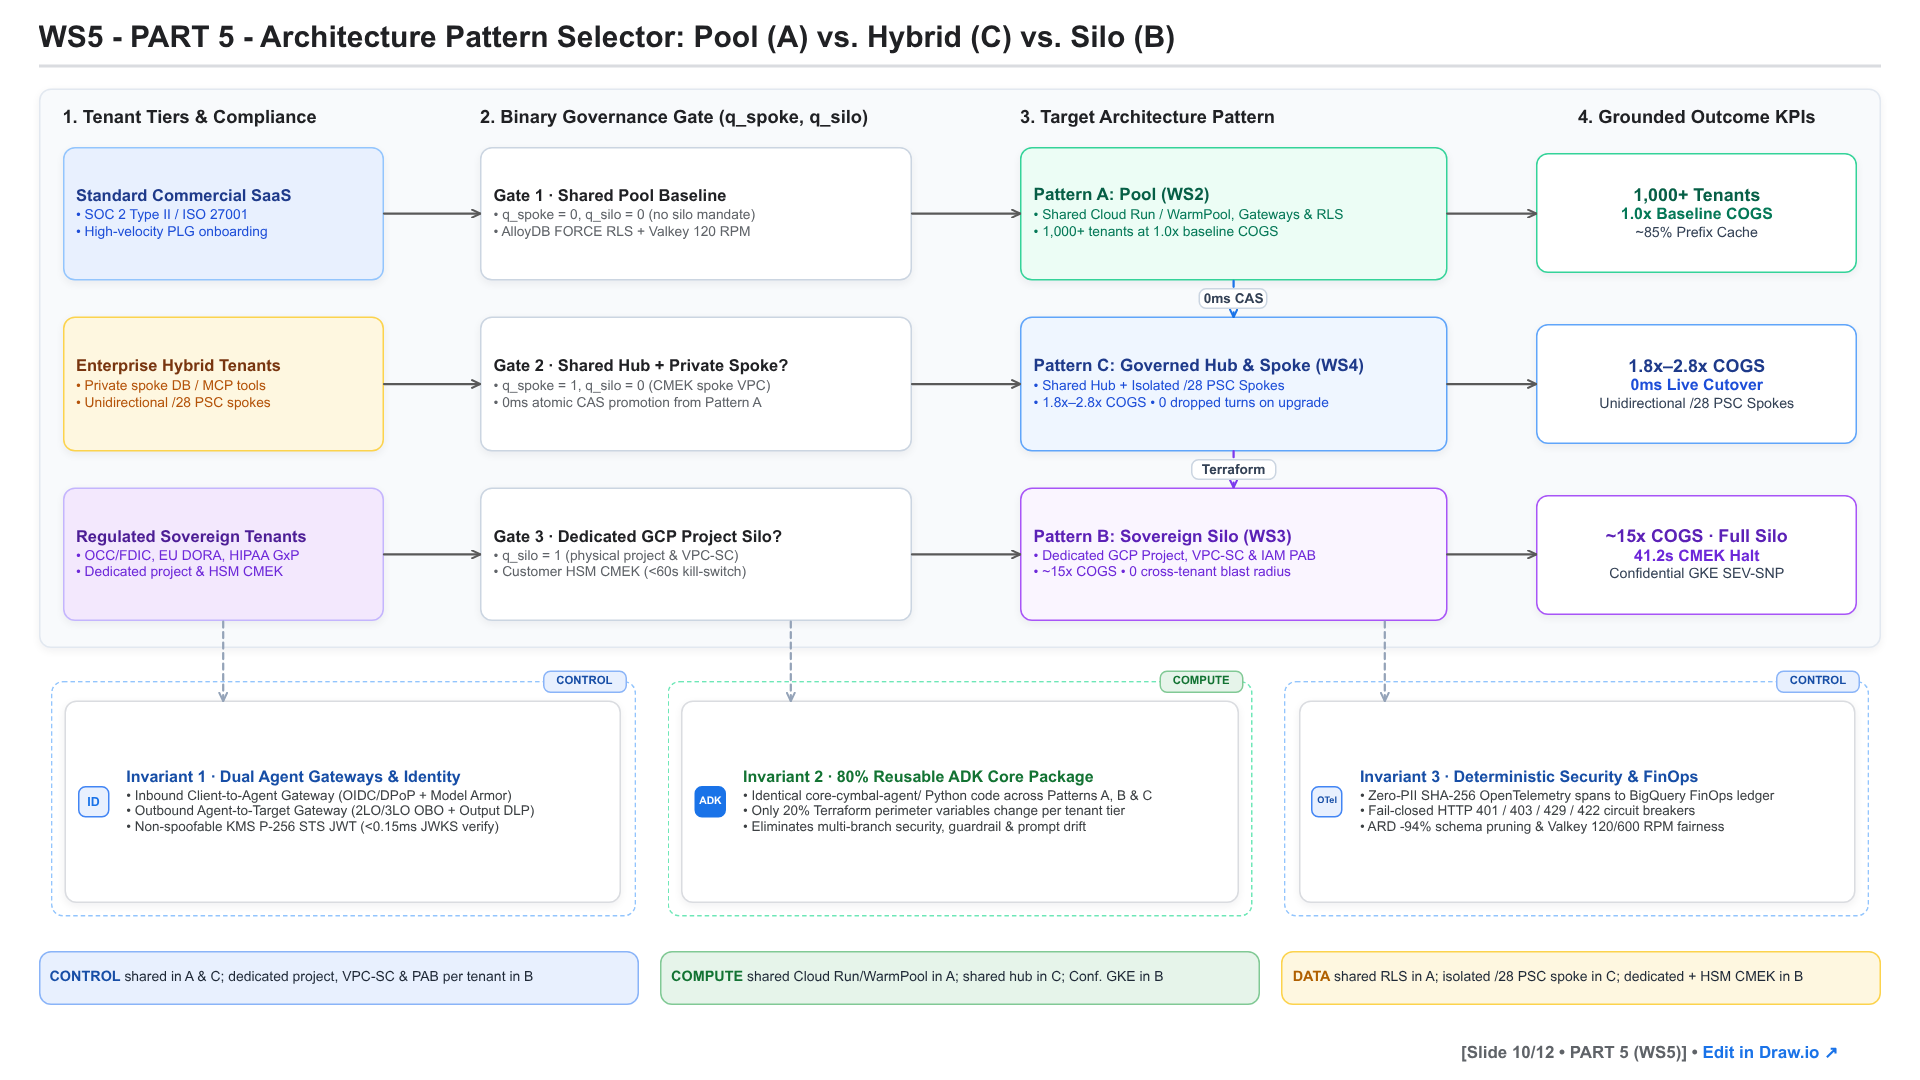 WS5 - PART 5 - Architecture Pattern Selector: Pool (A) vs. Hybrid (C) vs. Silo (B)
1. Tenant Tiers & Compliance
2. Binary Governance Gate (q_spoke, q_silo)
3. Target Architecture Pattern
4. Grounded Outcome KPIs
Standard Commercial SaaS
• SOC 2 Type II / ISO 27001
• High-velocity PLG onboarding
Gate 1 · Shared Pool Baseline
• q_spoke = 0, q_silo = 0 (no silo mandate)
• AlloyDB FORCE RLS + Valkey 120 RPM
Pattern A: Pool (WS2)
• Shared Cloud Run / WarmPool, Gateways & RLS
• 1,000+ tenants at 1.0x baseline COGS
1,000+ Tenants
1.0x Baseline COGS
~85% Prefix Cache
0ms CAS
Enterprise Hybrid Tenants
• Private spoke DB / MCP tools
• Unidirectional /28 PSC spokes
Gate 2 · Shared Hub + Private Spoke?
• q_spoke = 1, q_silo = 0 (CMEK spoke VPC)
• 0ms atomic CAS promotion from Pattern A
Pattern C: Governed Hub & Spoke (WS4)
• Shared Hub + Isolated /28 PSC Spokes
• 1.8x–2.8x COGS • 0 dropped turns on upgrade
1.8x–2.8x COGS
0ms Live Cutover
Unidirectional /28 PSC Spokes
Terraform
Regulated Sovereign Tenants
• OCC/FDIC, EU DORA, HIPAA GxP
• Dedicated project & HSM CMEK
Gate 3 · Dedicated GCP Project Silo?
• q_silo = 1 (physical project & VPC-SC)
• Customer HSM CMEK (<60s kill-switch)
Pattern B: Sovereign Silo (WS3)
• Dedicated GCP Project, VPC-SC & IAM PAB
• ~15x COGS • 0 cross-tenant blast radius
~15x COGS · Full Silo
41.2s CMEK Halt
Confidential GKE SEV-SNP
CONTROL
ID
Invariant 1 · Dual Agent Gateways & Identity
• Inbound Client-to-Agent Gateway (OIDC/DPoP + Model Armor)
• Outbound Agent-to-Target Gateway (2LO/3LO OBO + Output DLP)
• Non-spoofable KMS P-256 STS JWT (<0.15ms JWKS verify)
COMPUTE
ADK
Invariant 2 · 80% Reusable ADK Core Package
• Identical core-cymbal-agent/ Python code across Patterns A, B & C
• Only 20% Terraform perimeter variables change per tenant tier
• Eliminates multi-branch security, guardrail & prompt drift
CONTROL
OTel
Invariant 3 · Deterministic Security & FinOps
• Zero-PII SHA-256 OpenTelemetry spans to BigQuery FinOps ledger
• Fail-closed HTTP 401 / 403 / 429 / 422 circuit breakers
• ARD -94% schema pruning & Valkey 120/600 RPM fairness
CONTROL shared in A & C; dedicated project, VPC-SC & PAB per tenant in B
COMPUTE shared Cloud Run/WarmPool in A; shared hub in C; Conf. GKE in B
DATA shared RLS in A; isolated /28 PSC spoke in C; dedicated + HSM CMEK in B
[Slide 10/12 • PART 5 (WS5)] • Edit in Draw.io ↗